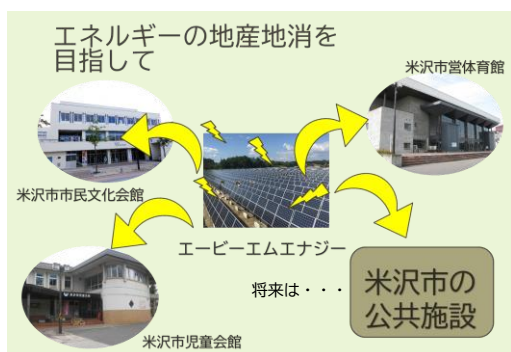 エネルギーの地産地消を
目指して
米沢市営体育館
米沢市市民文化会館
エービーエムエナジー
将来は・・・
米沢市の
公共施設
米沢市児童会館